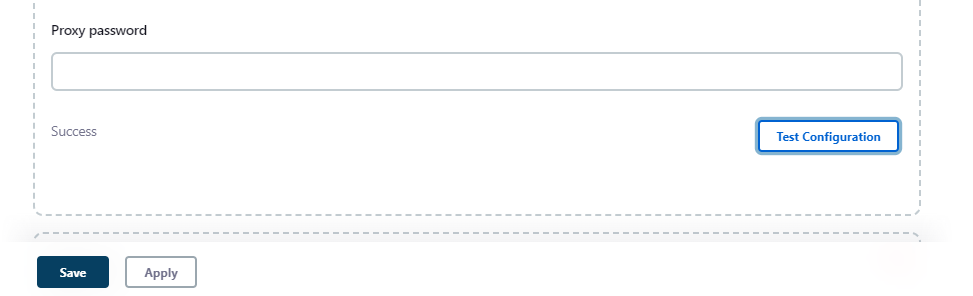 Proxy password
Success
Test Configuration
Save
Apply